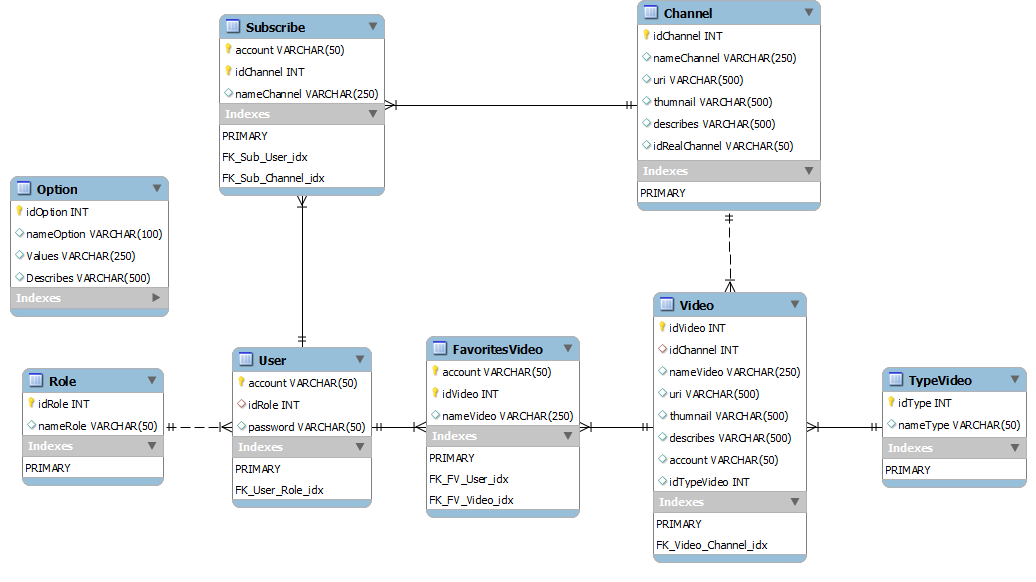 Subscribe
account VARCHAR(50)
idChannel INT
nameChannel VARCHAR(250)
Indexes
PRIMARY
FK_Sub_User_idx
FK_Sub_Channel_idx
Channel
idChannel INT
nameChannel VARCHAR(250)
uri VARCHAR(500)
thumnail VARCHAR(500)
describes VARCHAR(500)
idRealChannel VARCHAR(50)
Indexes
PRIMARY
Option
idOption INT
nameOption VARCHAR(100)
Values VARCHAR(250)
Describes VARCHAR(500)
Indexes
Role
idRole INT
nameRole VARCHAR(50)
Indexes
PRIMARY
User
account VARCHAR(50)
idRole INT
password VARCHAR(50)
Indexes
PRIMARY
FK_User_Role_idx
FavoritesVideo
account VARCHAR(50)
idVideo INT
nameVideo VARCHAR(250)
Indexes
PRIMARY
FK_FV_User_idx
FK_FV_Video_idx
Video
idVideo INT
idChannel INT
nameVideo VARCHAR(250)
uri VARCHAR(500)
thumnail VARCHAR(500)
describes VARCHAR(500)
account VARCHAR(50)
idTypeVideo INT
Indexes
PRIMARY
FK_Video_Channel_idx
TypeVideo
idType INT
nameType VARCHAR(50)
Indexes
PRIMARY